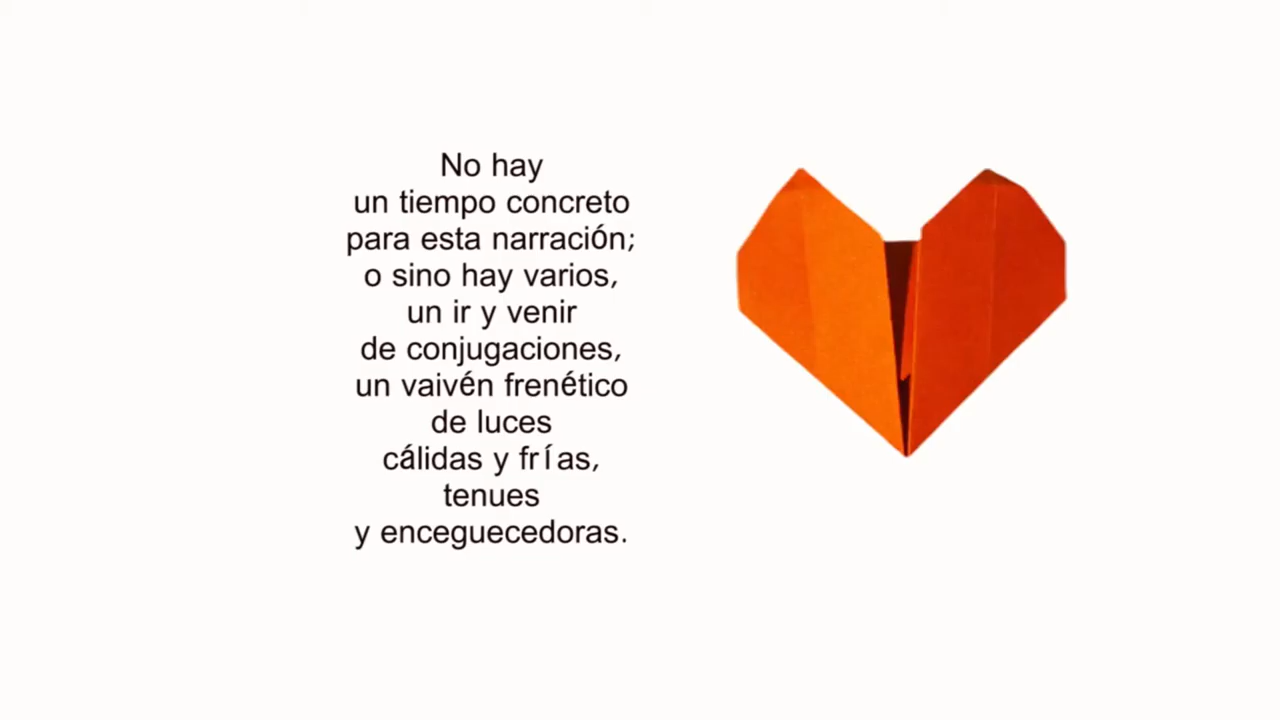 No hay
un tiempo concreto
para esta narración;
o sino hay varios,
un ir y venir
de conjugaciones,
un vaivén frenético
de luces
cálidas y frías,
tenues
y enceguecedoras.